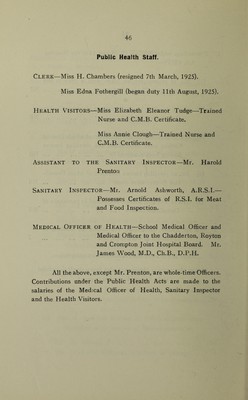 46
Public Health Staff.
CLERK—Miss H. Chambers (resigned 7th March, 1925).
Miss Edna Fothergill (began duty 11th August, 1925).
HEALTH VISITORS—Miss Elizabeth Eleanor Tudge—Trained
Nurse and C.M.B. Certificate.
Miss Annie Clough—Trained Nurse and
C.M.B. Certificate.
ASSISTANT TO THE SANITARY INSPECTOR—Mr. Harold
Prenton
SANITARY INSPECTOR—Mr. Arnold Ashworth, A.R.S.I.—
Possesses Certificates of R.S.I. for Meat
and Food Inspection.
MEDICAL OFFICER OF HEALTH—School Medical Officer and
Medical Officer to the Chadderton, Royton
and Crompton Joint Hospital Board. Mr.
James Wood, M.D., Ch.B., D.P.H.
All the above, except Mr. Prenton, are whole-time Officers.
Contributions under the Public Health Acts are made to the
salaries of the Medical Officer of Health, Sanitary Inspector
and the Health Visitors.